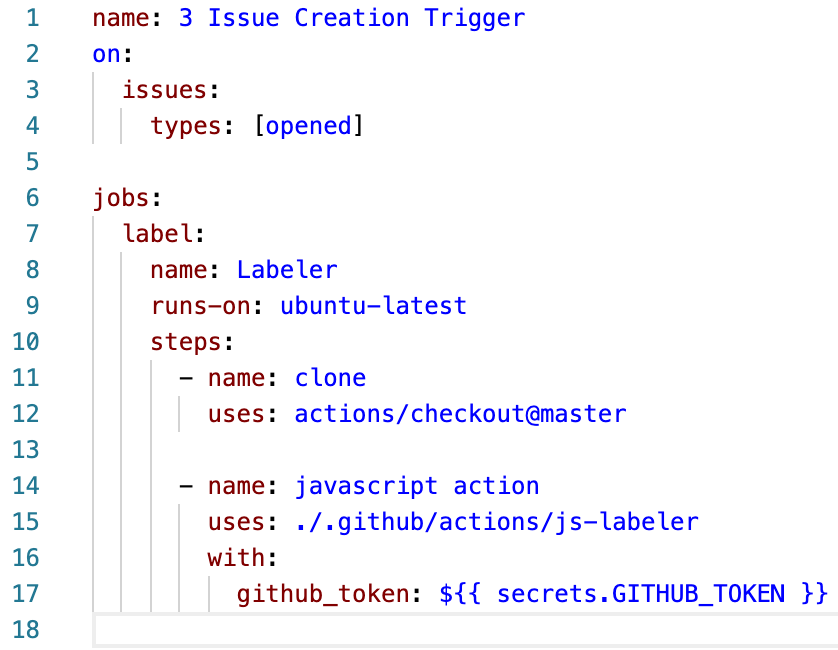 1 name: 3 Issue Creation Trigger
2 on:
3   issues:
4     types: [opened]
5
6 jobs:
7   label:
8     name: Labeler
9     runs-on: ubuntu-latest
10     steps:
11       - name: clone
12         uses: actions/checkout@master
13
14       - name: javascript action
15         uses: ./.github/actions/js-labeler
16         with:
17           github_token: ${{ secrets.GITHUB_TOKEN }}
18